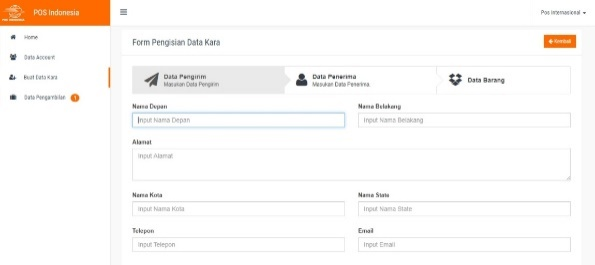 POS Indonesia
Pos Internasional
Home
Data Account
Buat Data Kara
Data Pengambilan 1
Form Pengisian Data Kara
Kembali
Data Pengirim
Masukan Data Pengirim
Data Penerima
Masukan Data Penerima
Data Barang
Nama Depan
Nama Belakang
Input Nama Depan
Input Nama Belakang
Alamat
Input Alamat
Nama Kota
Nama State
Input Nama Kota
Input Nama State
Telepon
Email
Input Telepon
Input Email